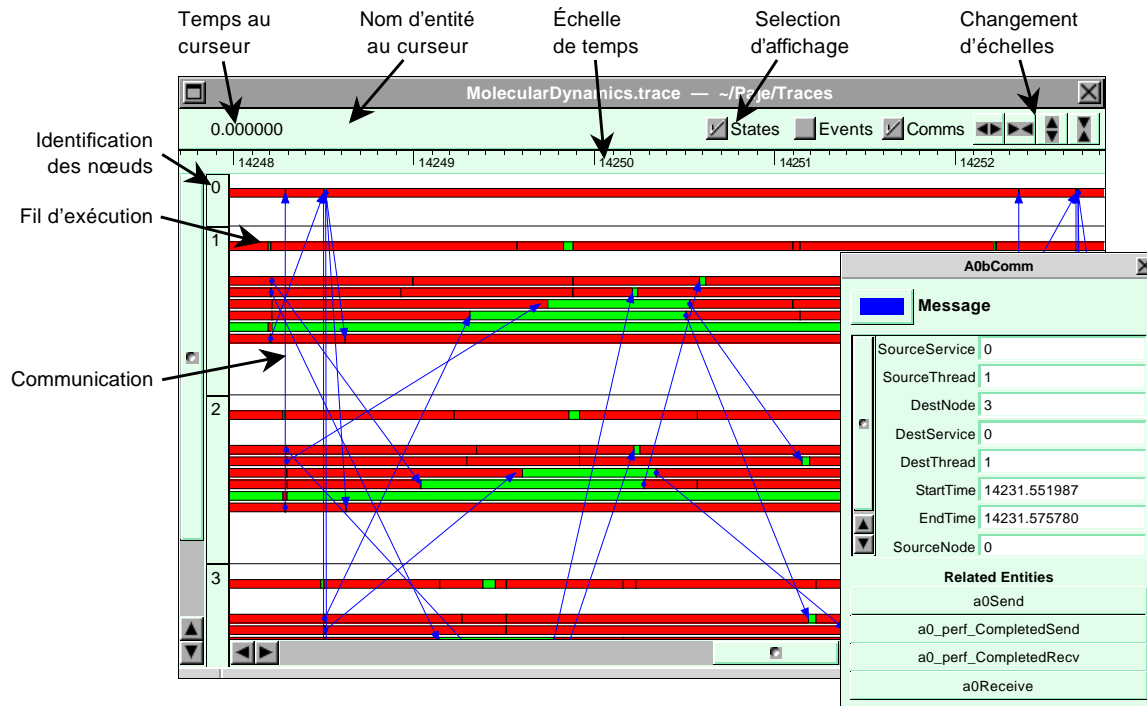 Temps au
curseur
Nom d'entité
au curseur
Échelle
de temps
Selection
d'affichage
Changement
d'échelles
MolecularDynamics.trace — ~/Paje/Traces
0.000000
States
Events
Comms
Identification
des nœuds
14248
14249
14250
14251
14252
0
Fil d'exécution
1
A0bComm
Message
SourceService 0
SourceThread 1
Communication
DestNode 3
2
DestService 0
DestThread 1
StartTime 14231.551987
EndTime 14231.575780
SourceNode 0
3
Related Entities
a0Send
a0_perf_CompletedSend
a0_perf_CompletedRecv
a0Receive